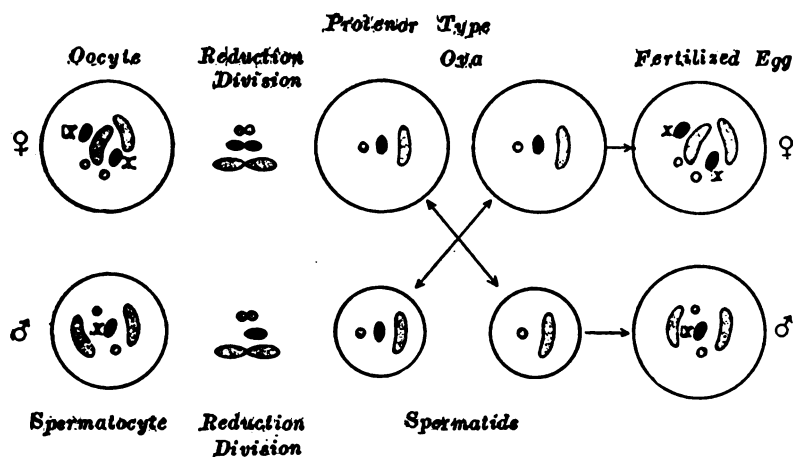 Protenor Type
Oocyte Reduction Division Ova Fertilized Egg
♀ x x x x ♀
♂ x x ♂
Spermatocyte Reduction Division Spermatids